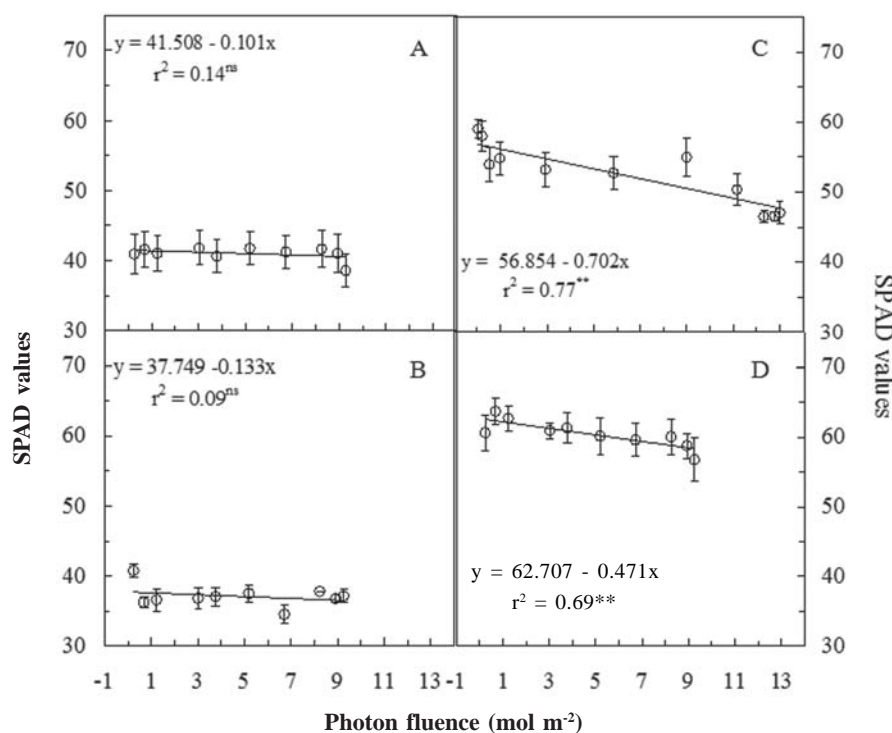 70
60
50
40
30
y = 41.508 - 0.101x
r² = 0.14ⁿˢ
A
y = 56.854 - 0.702x
r² = 0.77**
C
70
60
50
40
30
70
60
50
40
30
y = 37.749 -0.133x
r² = 0.09ⁿˢ
B
y = 62.707 - 0.471x
r² = 0.69**
D
70
60
50
40
30
SPAD values
SPAD values
-1 1 3 5 7 9 11 13
-1 1 3 5 7 9 11 13
Photon fluence (mol m⁻²)